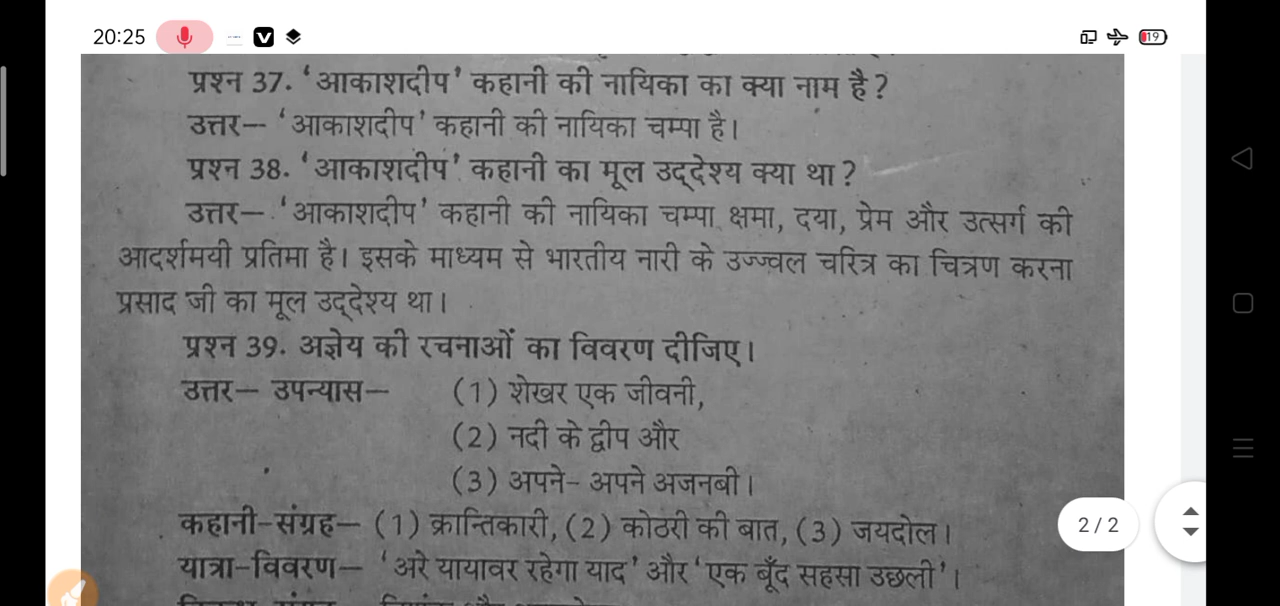 20:25
19
प्रश्न 37. 'आकाशदीप' कहानी की नायिका का क्या नाम है?
उत्तर— 'आकाशदीप' कहानी की नायिका चम्पा है।
प्रश्न 38. 'आकाशदीप' कहानी का मूल उद्देश्य क्या था?
उत्तर— 'आकाशदीप' कहानी की नायिका चम्पा क्षमा, दया, प्रेम और उत्सर्ग की
आदर्शमयी प्रतिमा है। इसके माध्यम से भारतीय नारी के उज्ज्वल चरित्र का चित्रण करना
प्रसाद जी का मूल उद्देश्य था।
प्रश्न 39. अज्ञेय की रचनाओं का विवरण दीजिए।
उत्तर— उपन्यास— (1) शेखर एक जीवनी,
(2) नदी के द्वीप और
(3) अपने- अपने अजनबी।
कहानी-संग्रह— (1) क्रान्तिकारी, (2) कोठरी की बात, (3) जयदोल।
2 / 2
यात्रा-विवरण— 'अरे यायावर रहेगा याद' और 'एक बूँद सहसा उछली'।